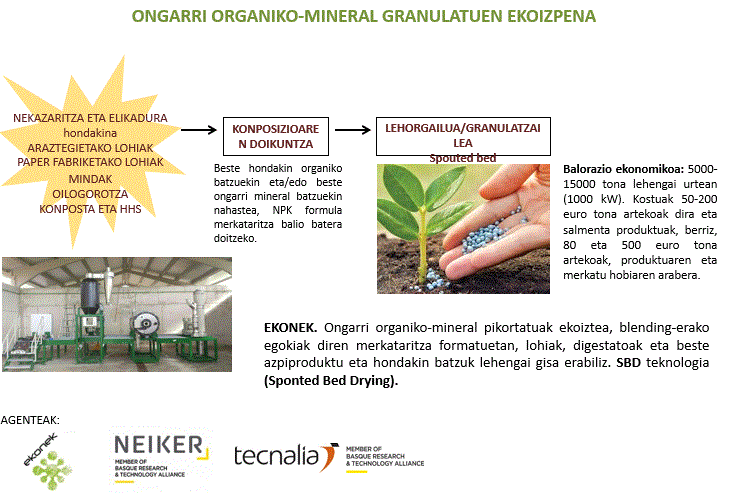 ONGARRI ORGANIKO-MINERAL GRANULATUEN EKOIZPENA
NEKAZARITZA ETA ELIKADURA
hondakina
ARAZTEGIETAKO LOHIAK
PAPER FABRIKETAKO LOHIAK
MINDAK
OILOGOROTZA
KONPOSTA ETA HHS
KONPOSIZIOARE
N DOIKUNTZA
Beste hondakin organiko
batzuekin eta/edo beste
ongarri mineral batzuekin
nahastea, NPK formula
merkataritza balio batera
doitzeko.
LEHORGAILUA/GRANULATZAI
LEA
Spouted bed
Balorazio ekonomikoa: 5000-
15000 tona lehengai urtean
(1000 kW). Kostuak 50-200
euro tona artekoak dira eta
salmenta produktuak, berriz,
80 eta 500 euro tona
artekoak, produktuaren eta
merkatu hobiaren arabera.
EKONEK. Ongarri organiko-mineral pikortatuak ekoiztea, blending-erako
egokiak diren merkataritza formatuetan, lohiak, digestatoak eta beste
azpiproduktu eta hondakin batzuk lehengai gisa erabiliz. SBD teknologia
(Sponted Bed Drying).
AGENTEAK:
ekonek
NEIKER
MEMBER OF
BASQUE RESEARCH
& TECHNOLOGY ALLIANCE
tecnalia
MEMBER OF
BASQUE RESEARCH
& TECHNOLOGY ALLIANCE